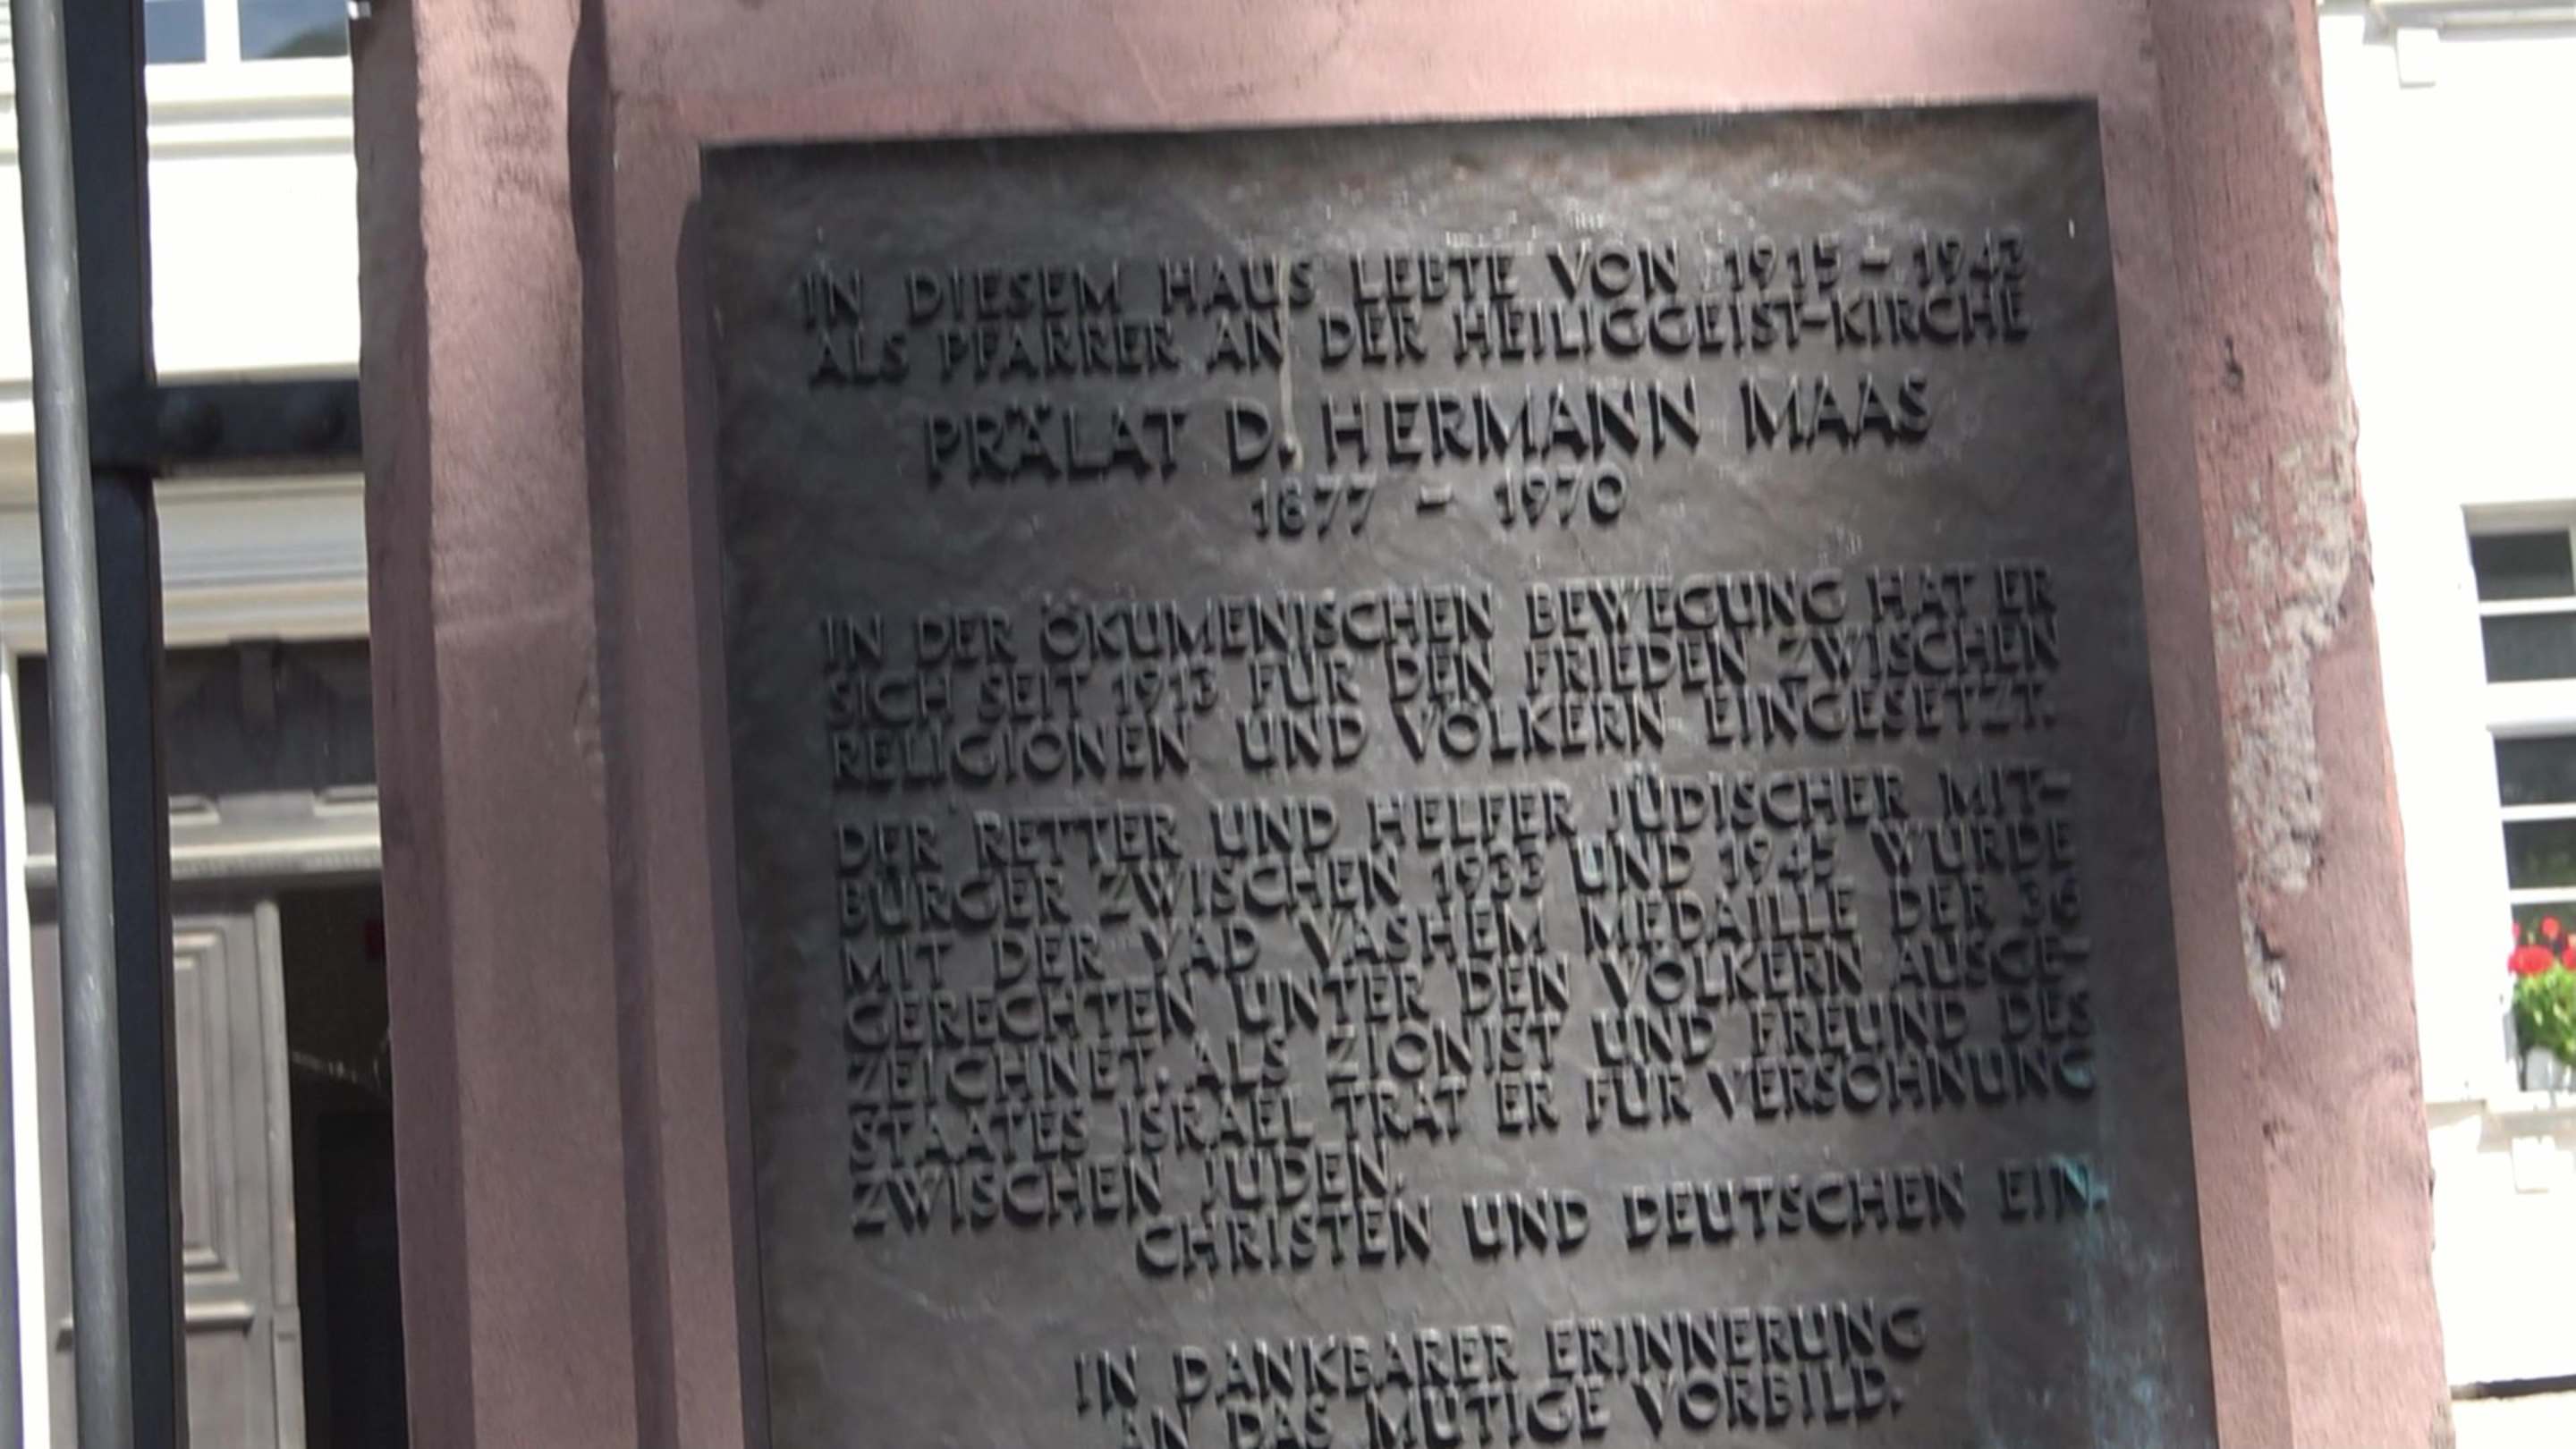 IN DIESEM HAUS LEBTE VON 1915 – 1943
ALS PFARRER AN DER HEILIGGEIST-KIRCHE
PRÄLAT D. HERMANN MAAS
1877 – 1970
IN DER ÖKUMENISCHEN BEWEGUNG HAT ER
SICH SEIT 1913 FÜR DEN FRIEDEN ZWISCHEN
RELIGIONEN UND VÖLKERN EINGESETZT.
DER RETTER UND HELFER JÜDISCHER MIT-
BÜRGER ZWISCHEN 1933 UND 1945 WURDE
MIT DER YAD VASHEM MEDAILLE DER 36
GERECHTEN UNTER DEN VÖLKERN AUSGE-
ZEICHNET. ALS ZIONIST UND FREUND DES
STAATES ISRAEL TRAT ER FÜR VERSÖHNUNG
ZWISCHEN JUDEN,
CHRISTEN UND DEUTSCHEN EIN.
IN DANKBARER ERINNERUNG
AN DAS MUTIGE VORBILD.